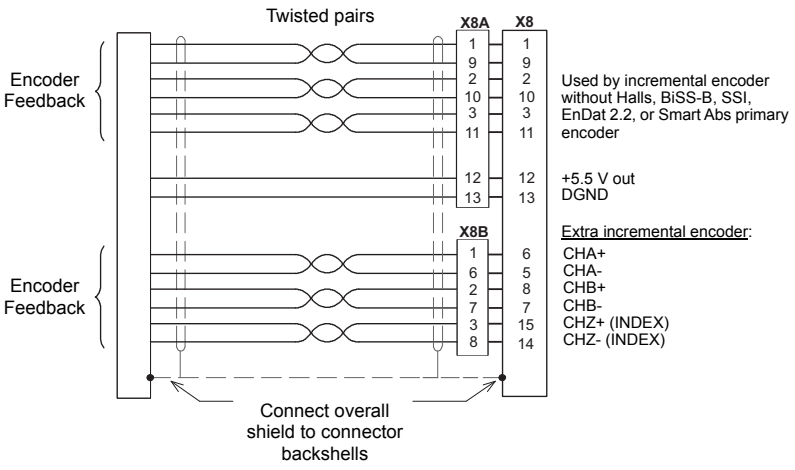 Twisted pairs
X8A X8
1 1
9 9
Encoder 2 2 Used by incremental encoder
Feedback 10 10 without Halls, BiSS-B, SSI,
3 3 EnDat 2.2, or Smart Abs primary
11 11 encoder
12 12 +5.5 V out
13 13 DGND
X8B Extra incremental encoder:
1 6 CHA+
6 5 CHA-
Encoder 2 8 CHB+
Feedback 7 7 CHB-
3 15 CHZ+ (INDEX)
8 14 CHZ- (INDEX)
Connect overall
shield to connector
backshells